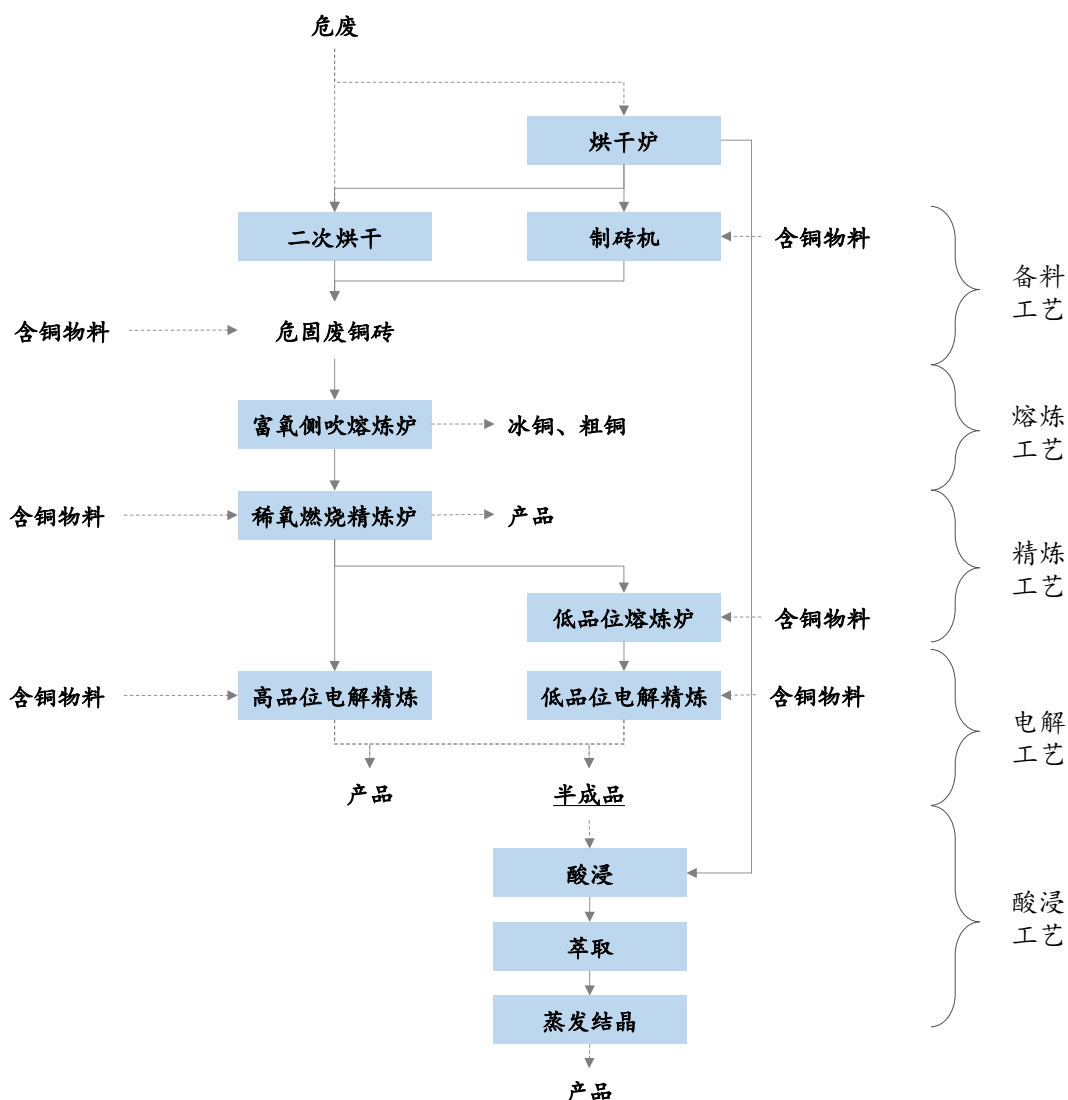 危废
烘干炉
二次烘干
制砖机
含铜物料
备料
工艺
含铜物料
危固废铜砖
富氧侧吹熔炼炉
冰铜、粗铜
熔炼
工艺
含铜物料
稀氧燃烧精炼炉
产品
精炼
工艺
低品位熔炼炉
含铜物料
含铜物料
高品位电解精炼
低品位电解精炼
含铜物料
电解
工艺
产品
半成品
酸浸
酸浸
工艺
萃取
蒸发结晶
产品